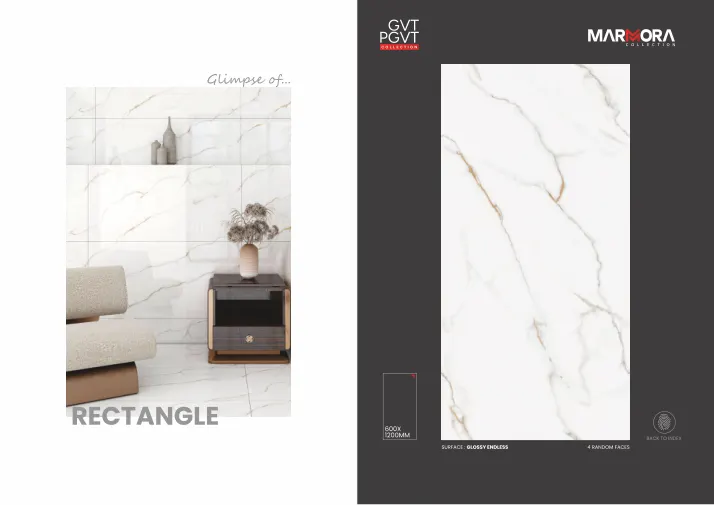 Glimpse of...
RECTANGLE
GVT
PGVT
COLLECTION
MARMORA
COLLECTION
600X
1200MM
SURFACE : GLOSSY ENDLESS
4 RANDOM FACES
BACK TO INDEX